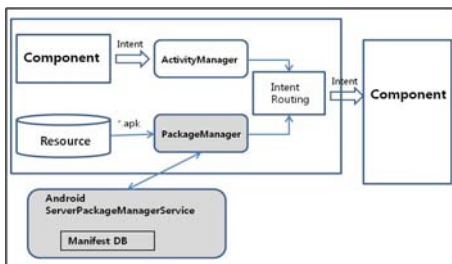 Component
Intent
ActivityManager
Intent
Routing
Intent
Component
Resource
*.apk
PackageManager
Android
ServerPackageManagerService
Manifest DB